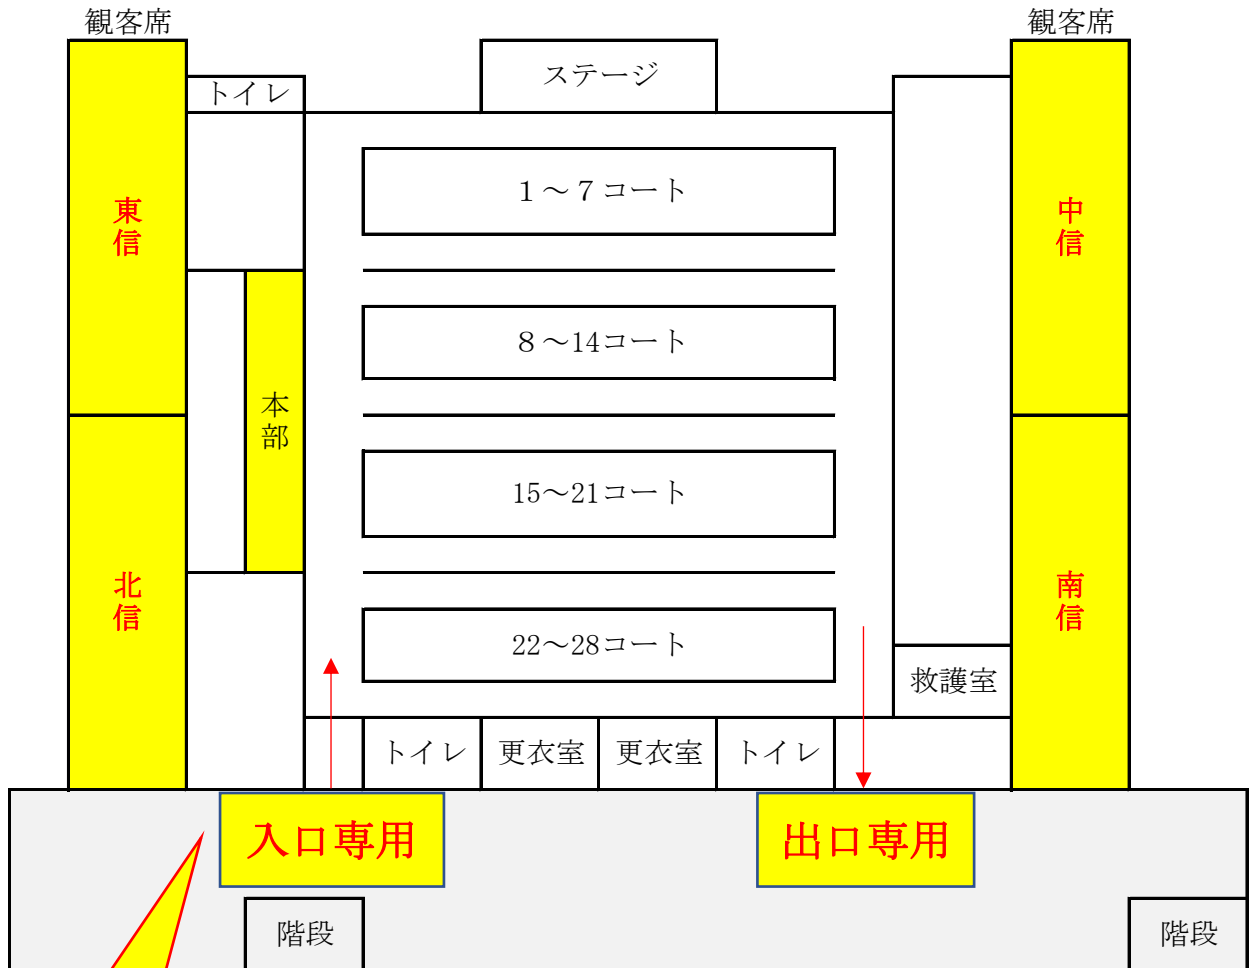 観客席
観客席
ステージ
トイレ
1～7コート
東信
中信
8～14コート
本部
15～21コート
北信
南信
22～28コート
救護室
トイレ
更衣室
更衣室
トイレ
入口専用
出口専用
階段
階段